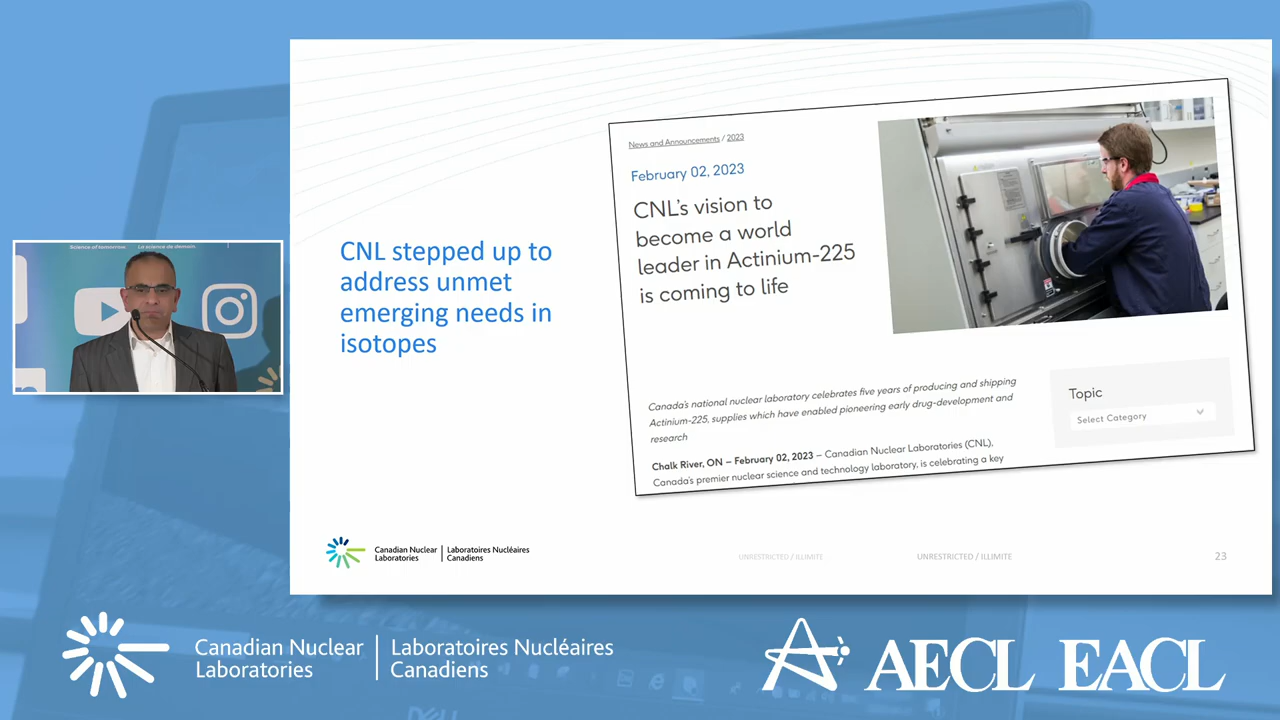 Science of tomorrow
La science de demain
CNL stepped up to
address unmet
emerging needs in
isotopes
News and Announcements / 2023
February 02, 2023
CNL's vision to
become a world
leader in Actinium-225
is coming to life
Canada's national nuclear laboratory celebrates five years of producing and shipping
Actinium-225, supplies which have enabled pioneering early drug-development and
research
Chalk River, ON – February 02, 2023 – Canadian Nuclear Laboratories (CNL),
Canada's premier nuclear science and technology laboratory, is celebrating a key
Topic
Select Category
Canadian Nuclear
Laboratories
Laboratoires Nucléaires
Canadiens
UNRESTRICTED / ILLIMITE
UNRESTRICTED / ILLIMITE
23
Canadian Nuclear
Laboratories
Laboratoires Nucléaires
Canadiens
AECL EACL
DELL